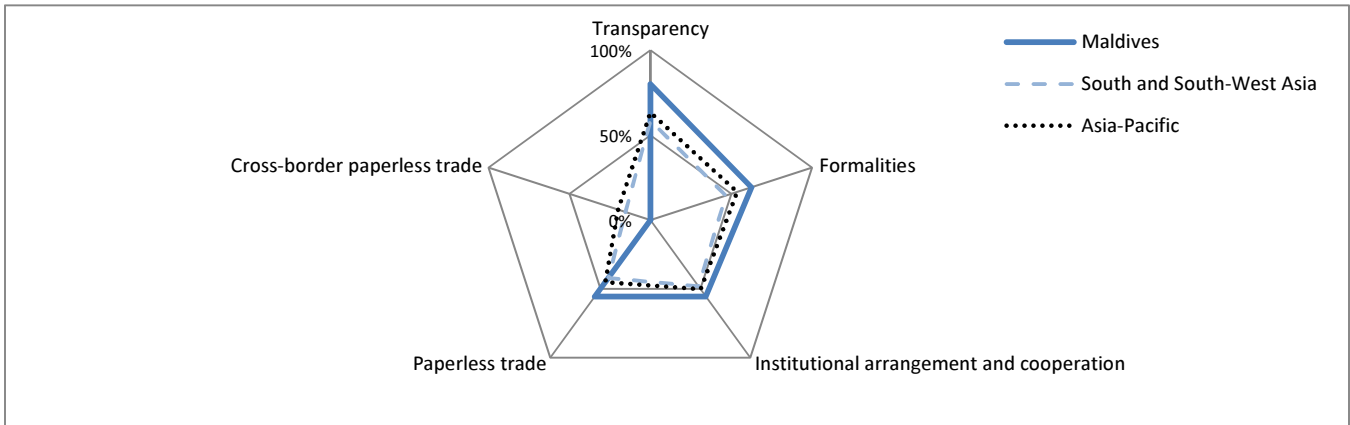 Transparency
100%
Maldives
South and South-West Asia
Asia-Pacific
50%
Cross-border paperless trade
Formalities
0%
Paperless trade
Institutional arrangement and cooperation